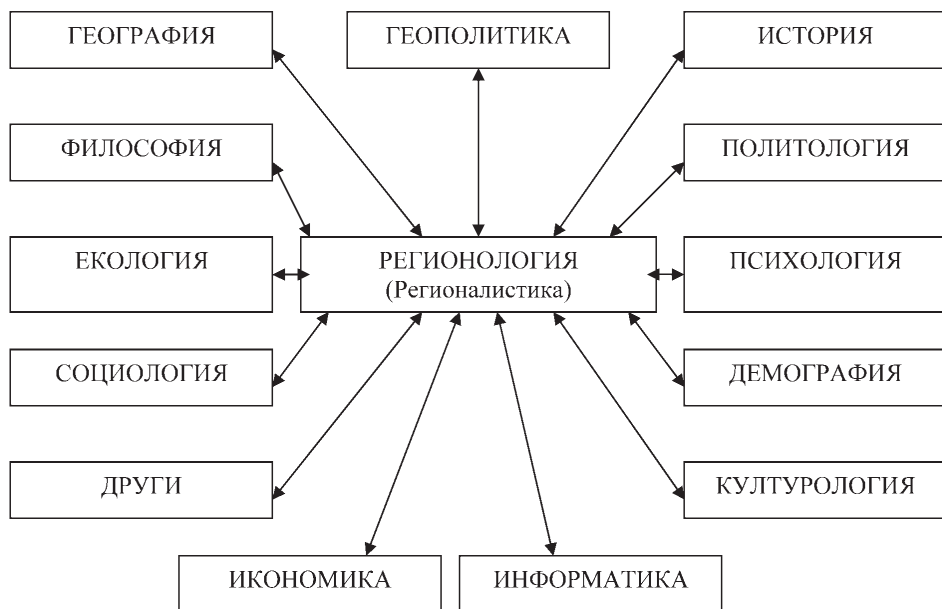 ГЕОГРАФИЯ
ГЕОПОЛИТИКА
ИСТОРИЯ
ФИЛОСОФИЯ
ПОЛИТОЛОГИЯ
ЕКОЛОГИЯ
РЕГИОНОЛОГИЯ
(Регионалистика)
ПСИХОЛОГИЯ
СОЦИОЛОГИЯ
ДЕМОГРАФИЯ
ДРУГИ
КУЛТУРОЛОГИЯ
ИКОНОМИКА
ИНФОРМАТИКА